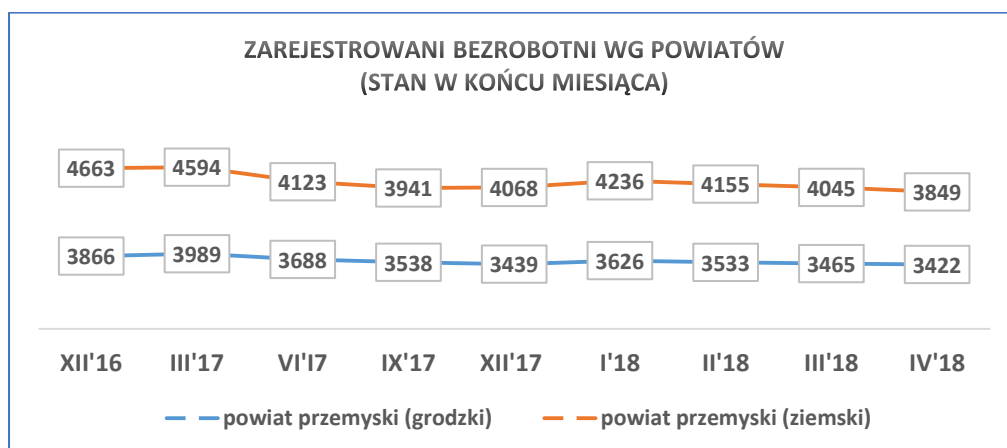 ZAREJESTROWANI BEZROBOTNI WG POWIATÓW
(STAN W KOŃCU MIESIĄCA)
4663 4594 4123 3941 4068 4236 4155 4045 3849
3866 3989 3688 3538 3439 3626 3533 3465 3422
XII'16 III'17 VI'I7 IX'17 XII'17 I'18 II'18 III'18 IV'18
powiat przemyski (grodzki) powiat przemyski (ziemski)